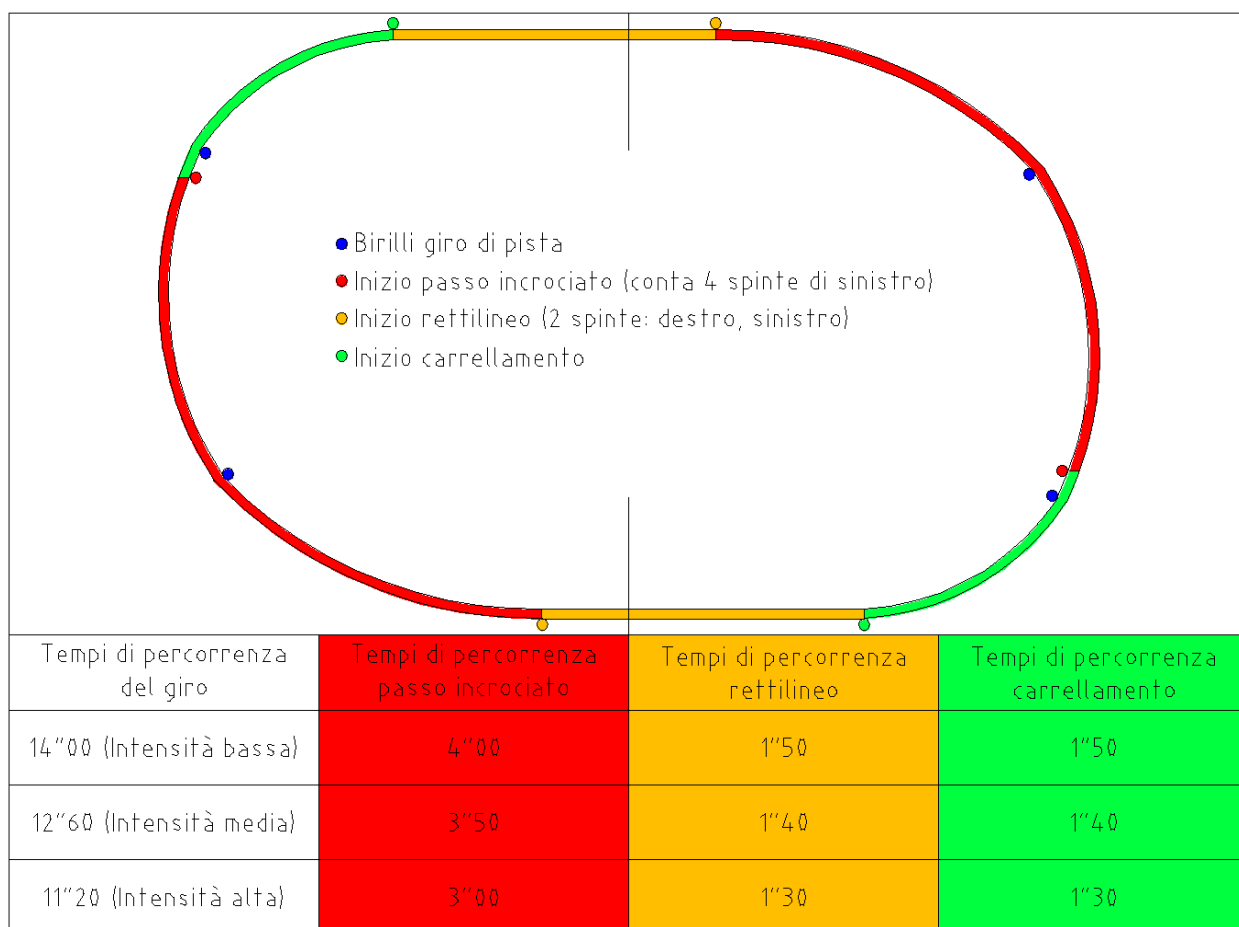 Birilli giro di pista
Inizio passo incrociato (conta 4 spinte di sinistro)
Inizio rettilineo (2 spinte: destro, sinistro)
Inizio carrellamento
Tempi di percorrenza
del giro
Tempi di percorrenza
passo incrociato
Tempi di percorrenza
rettilineo
Tempi di percorrenza
carrellamento
14"00 (Intensità bassa)
4"00
1"50
1"50
12"60 (Intensità media)
3"50
1"40
1"40
11"20 (Intensità alta)
3"00
1"30
1"30